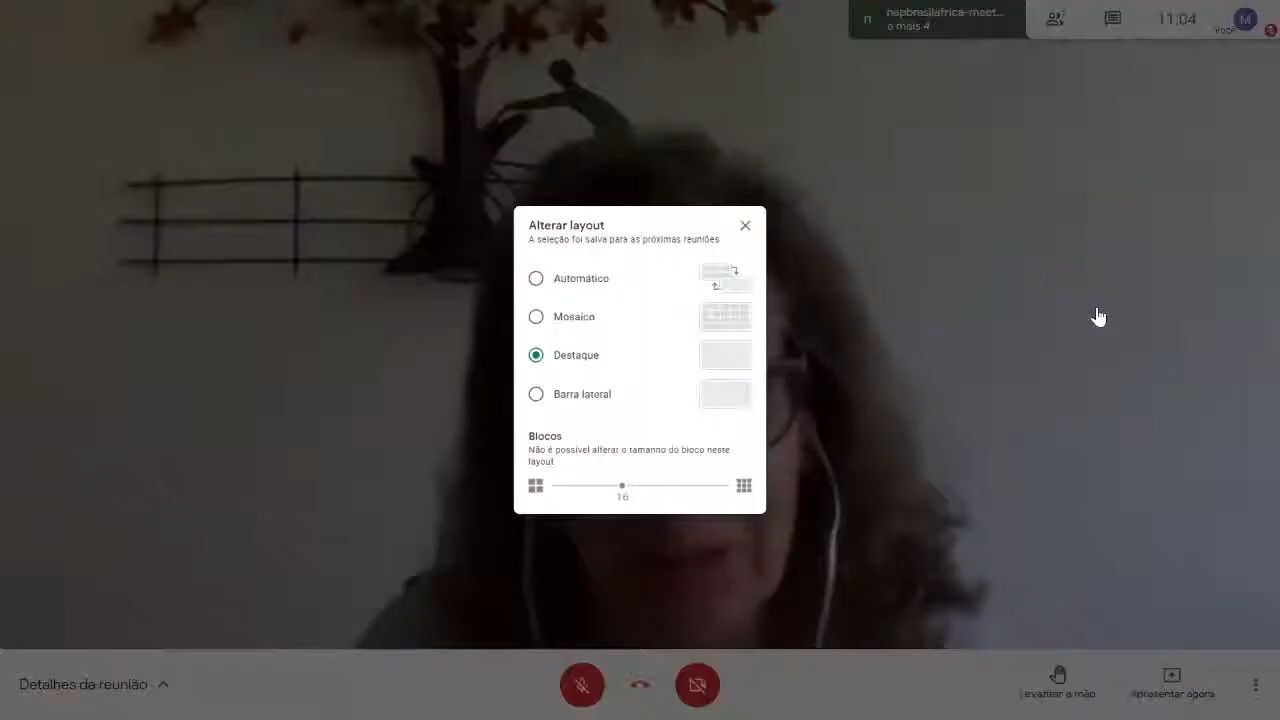 n
napbrasilafrica-meet...
e mais 4
11:04
M
Você
Alterar layout
A seleção foi salva para as próximas reuniões
Automático
Mosaico
Destaque
Barra lateral
Blocos
Não é possível alterar o tamanho do bloco neste
layout
16
Detalhes da reunião
Levantar a mão
Apresentar agora